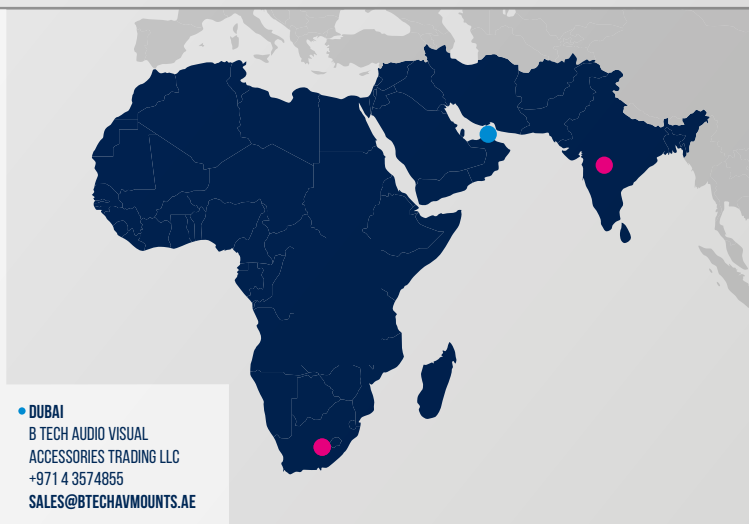 DUBAI
B TECH AUDIO VISUAL
ACCESSORIES TRADING LLC
+971 4 3574855
SALES@BTECHAVMOUNTS.AE